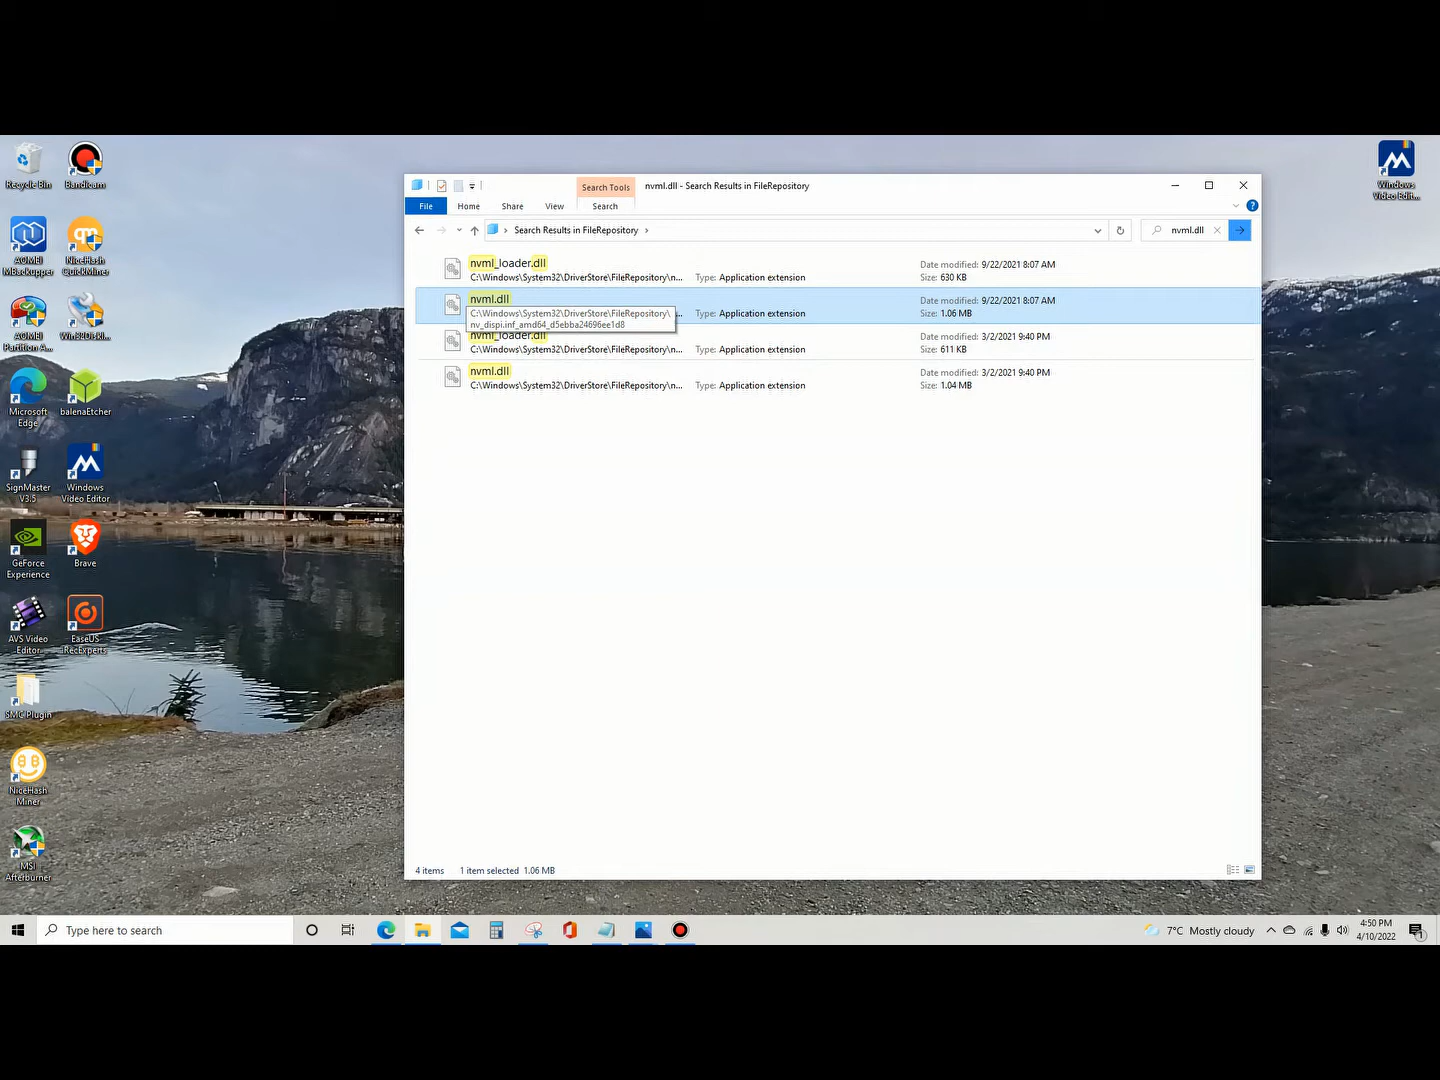 Recycle Bin
Bandicam
AOMEI
MBackupper
NiceHash
QuickMiner
AOMEI
Partition A...
Win32Diski...
Microsoft
Edge
balenaEtcher
SignMaster
V3.5
Windows
Video Editor
GeForce
Experience
Brave
AVS Video
Editor
EaseUS
RecExperts
SMC Plugin
NiceHash
Miner
MSI
Afterburner
Windows
Video Edit...
Search Tools
nvml.dll - Search Results in FileRepository
File
Home
Share
View
Search
Search Results in FileRepository
nvml.dll
nvml_loader.dll
C:\Windows\System32\DriverStore\FileRepository\n...
Type: Application extension
Date modified: 9/22/2021 8:07 AM
Size: 630 KB
nvml.dll
C:\Windows\System32\DriverStore\FileRepository\
nv_dispi.inf_amd64_d5ebba24696ee1d8
Type: Application extension
Date modified: 9/22/2021 8:07 AM
Size: 1.06 MB
nvml_loader.dll
C:\Windows\System32\DriverStore\FileRepository\n...
Type: Application extension
Date modified: 3/2/2021 9:40 PM
Size: 611 KB
nvml.dll
C:\Windows\System32\DriverStore\FileRepository\n...
Type: Application extension
Date modified: 3/2/2021 9:40 PM
Size: 1.04 MB
4 items
1 item selected 1.06 MB
Type here to search
7°C Mostly cloudy
4:50 PM
4/10/2022
1